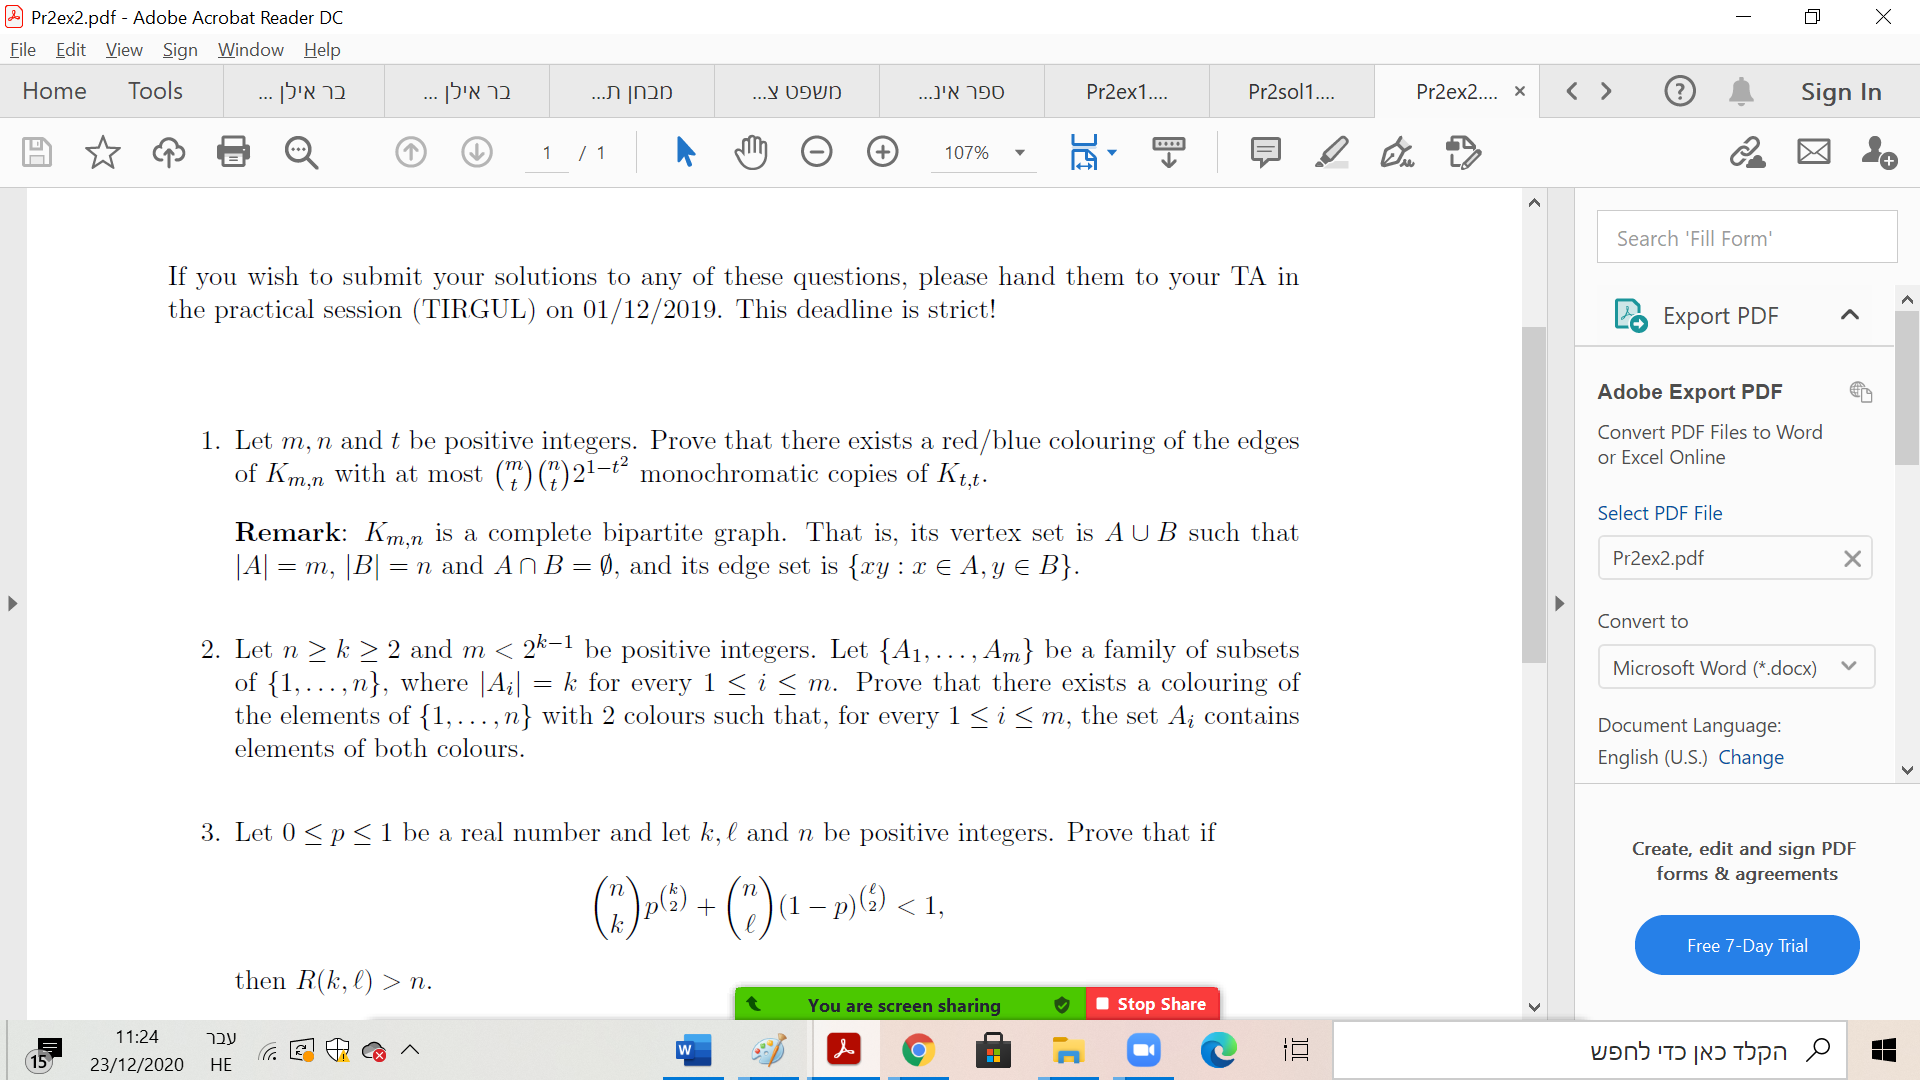 Pr2ex2.pdf - Adobe Acrobat Reader DC
File Edit View Sign Window Help
Home Tools בר אילן ... בר אילן ... מבחן ת... משפט צ... ספר אינ... Pr2ex1.... Pr2sol1.... Pr2ex2.... × Sign In
1 / 1 107%
If you wish to submit your solutions to any of these questions, please hand them to your TA in
the practical session (TIRGUL) on 01/12/2019. This deadline is strict!
1. Let m, n and t be positive integers. Prove that there exists a red/blue colouring of the edges
of K_{m,n} with at most \binom{m}{t}\binom{n}{t}2^{1−t^2} monochromatic copies of K_{t,t}.
Remark: K_{m,n} is a complete bipartite graph. That is, its vertex set is A ∪ B such that
|A| = m, |B| = n and A ∩ B = ∅, and its edge set is {xy : x ∈ A, y ∈ B}.
2. Let n ≥ k ≥ 2 and m < 2^{k−1} be positive integers. Let {A_1, . . . , A_m} be a family of subsets
of {1, . . . , n}, where |A_i| = k for every 1 ≤ i ≤ m. Prove that there exists a colouring of
the elements of {1, . . . , n} with 2 colours such that, for every 1 ≤ i ≤ m, the set A_i contains
elements of both colours.
3. Let 0 ≤ p ≤ 1 be a real number and let k, ℓ and n be positive integers. Prove that if
\binom{n}{k}p^{\binom{k}{2}} + \binom{n}{ℓ}(1 − p)^{\binom{ℓ}{2}} < 1,
then R(k, ℓ) > n.
Search 'Fill Form'
Export PDF
Adobe Export PDF
Convert PDF Files to Word
or Excel Online
Select PDF File
Pr2ex2.pdf
Convert to
Microsoft Word (*.docx)
Document Language:
English (U.S.) Change
Create, edit and sign PDF
forms & agreements
Free 7-Day Trial
You are screen sharing Stop Share
15
11:24
23/12/2020
עבר
HE
הקלד כאן כדי לחפש